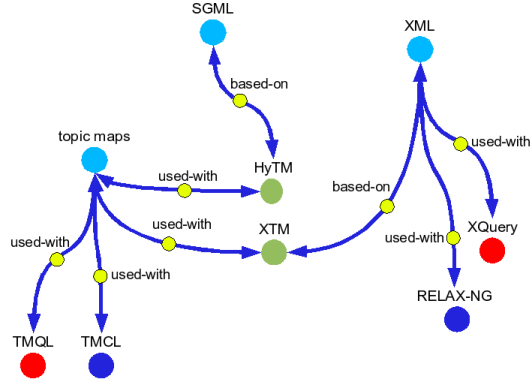 SGML
XML
based-on
topic maps
used-with
used-with
HyTM
based-on
used-with
XTM
XQuery
used-with
used-with
used-with
RELAX-NG
TMQL
TMCL